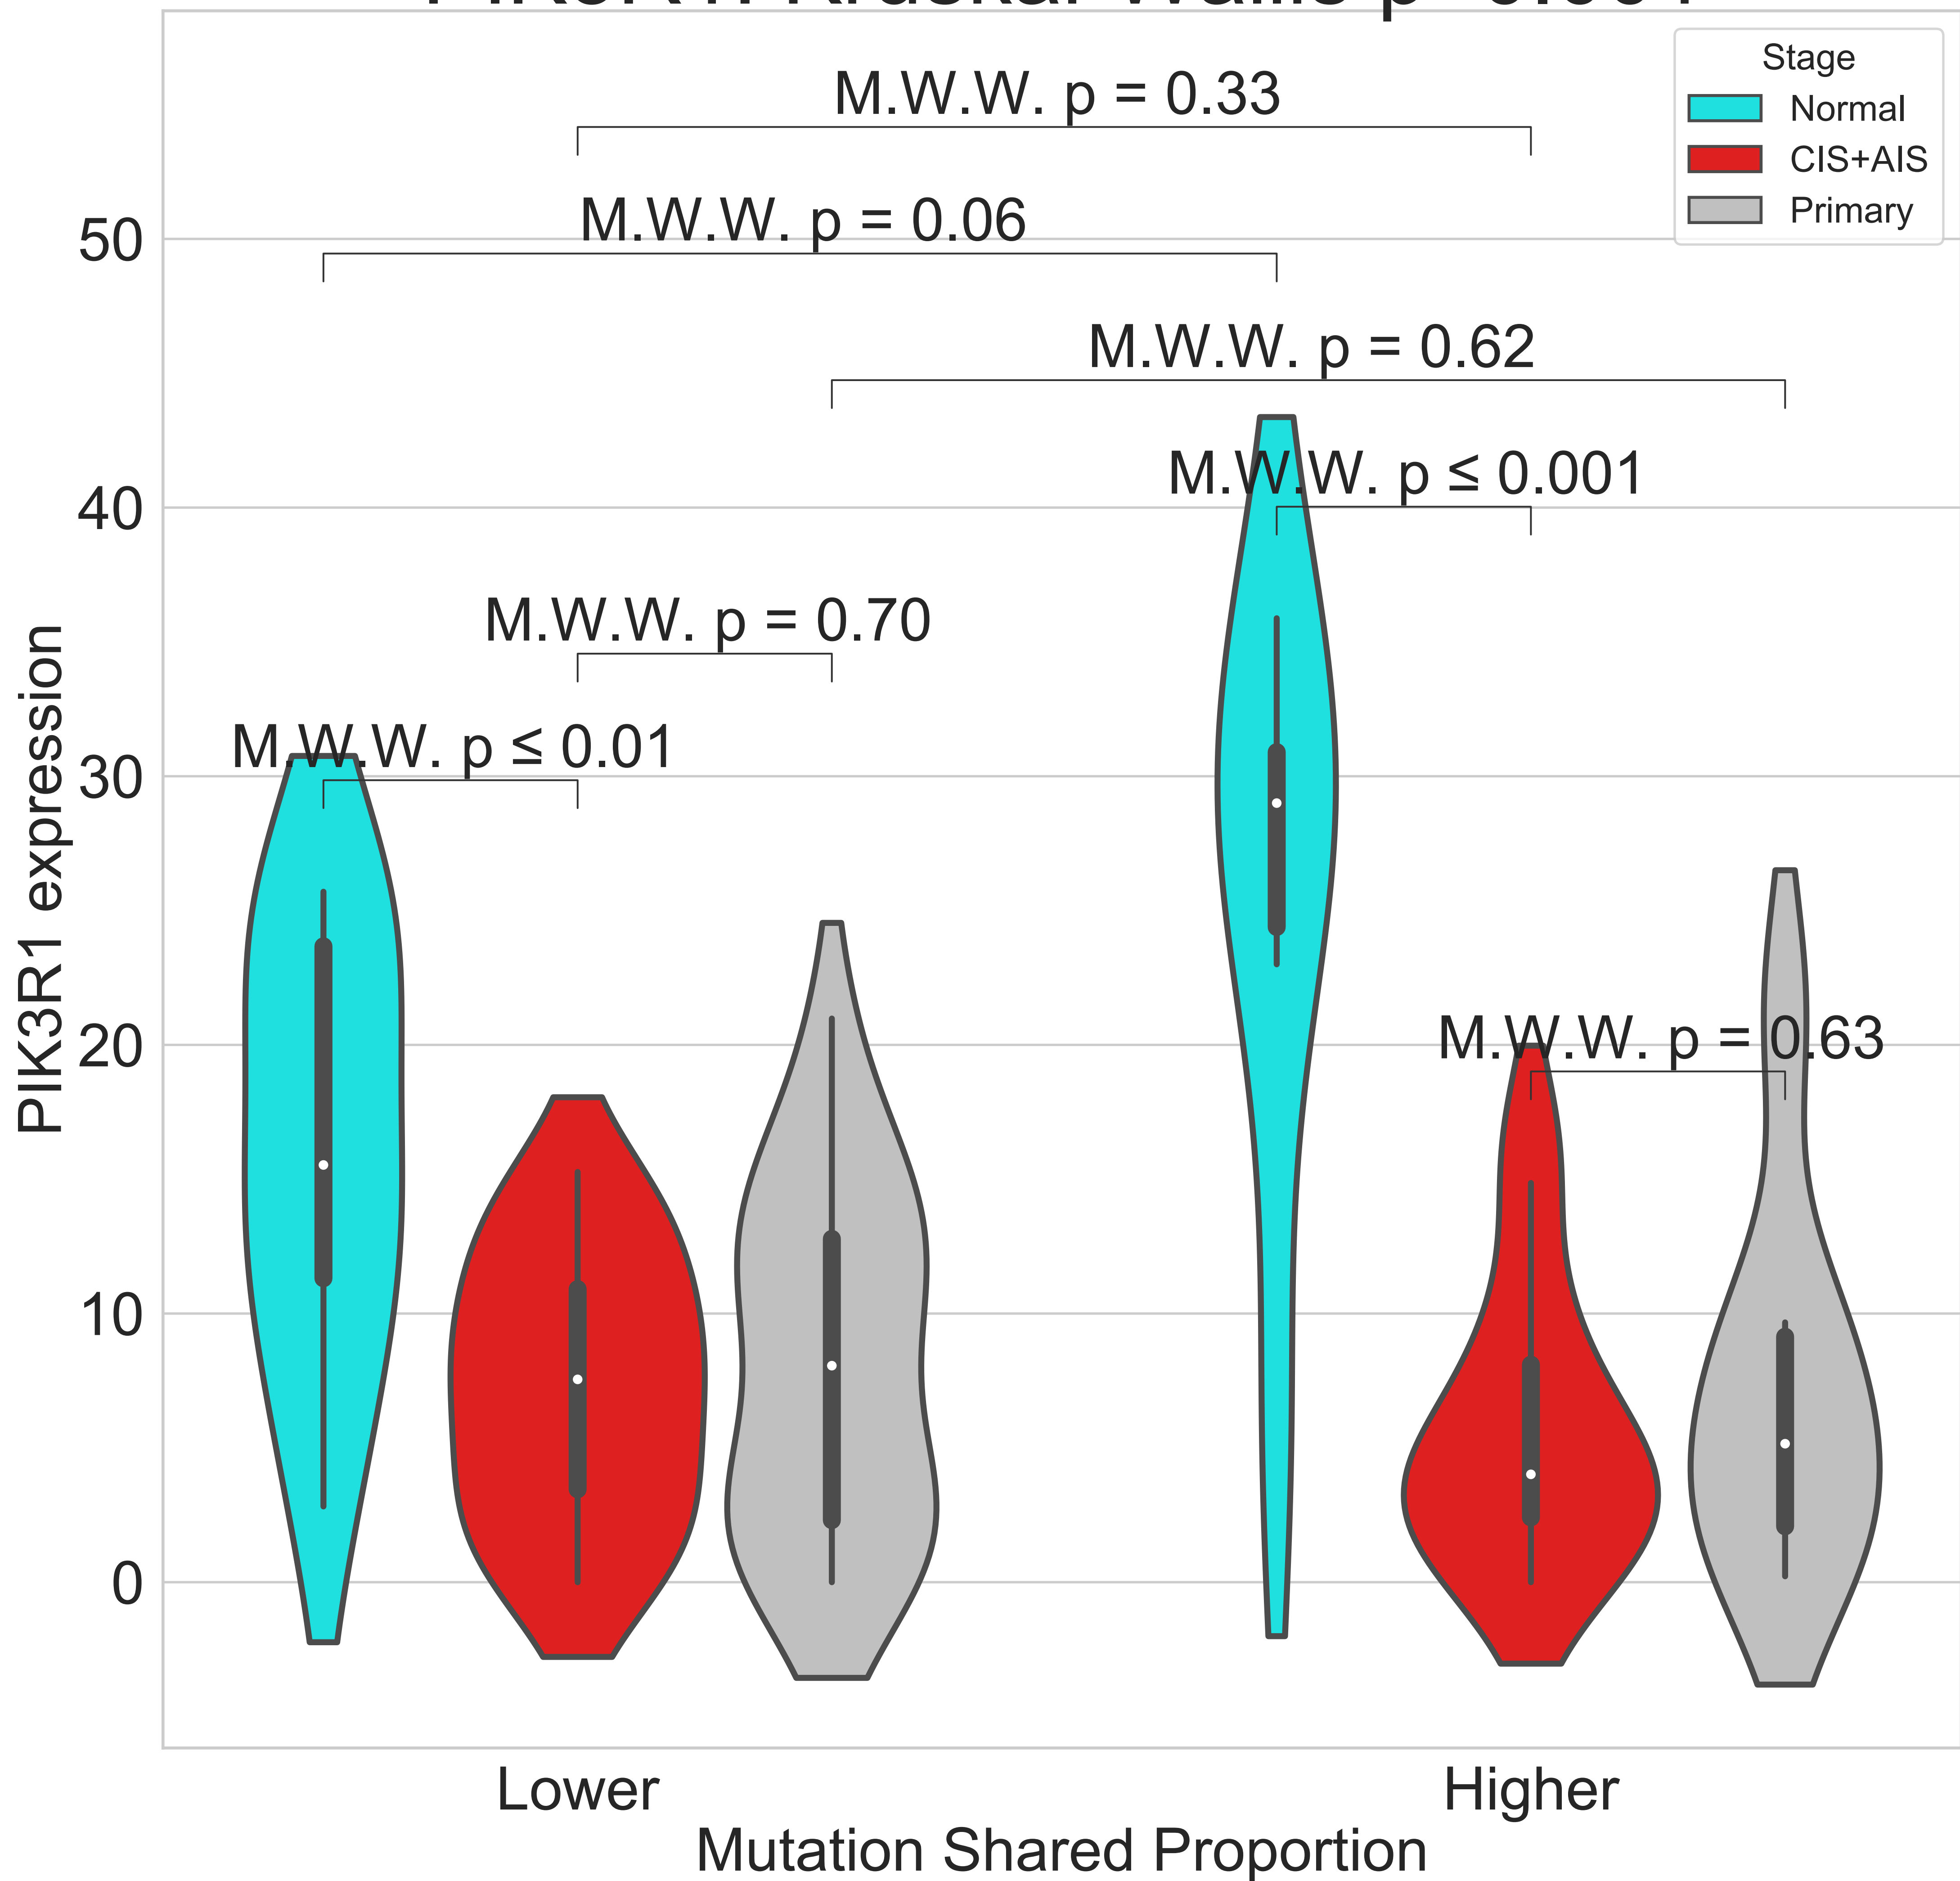 Stage
Normal
CIS+AIS
Primary
M.W.W. p = 0.33
M.W.W. p = 0.06
M.W.W. p = 0.62
M.W.W. p ≤ 0.001
M.W.W. p = 0.70
M.W.W. p ≤ 0.01
M.W.W. p = 0.63
50
40
30
20
10
0
PIK3R1 expression
Lower
Higher
Mutation Shared Proportion